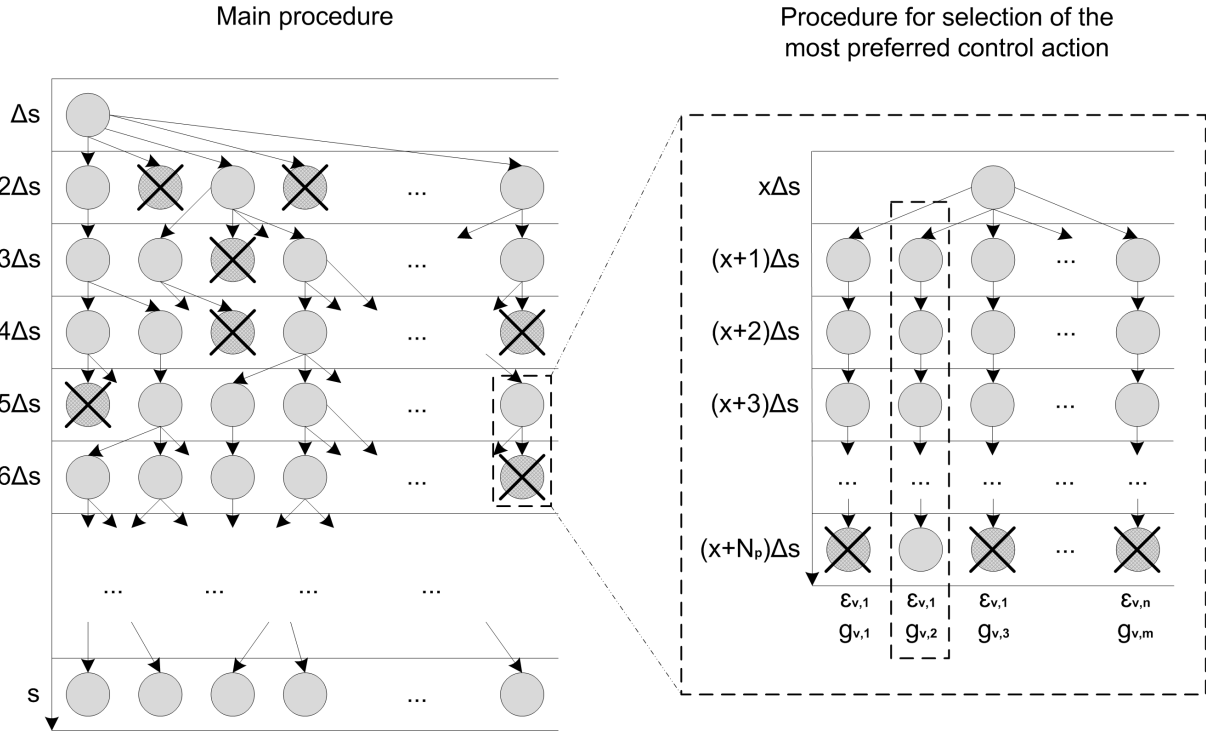 Main procedure
Δs
2Δs
3Δs
...
4Δs
...
5Δs
...
6Δs
...
...
... ... ... ...
s
...
Procedure for selection of the
most preferred control action
xΔs
(x+1)Δs
...
(x+2)Δs
...
(x+3)Δs
...
... ... ... ... ...
(x+Nₚ)Δs
...
εv,1 εv,1 εv,1 εv,n
gv,1 gv,2 gv,3 gv,m